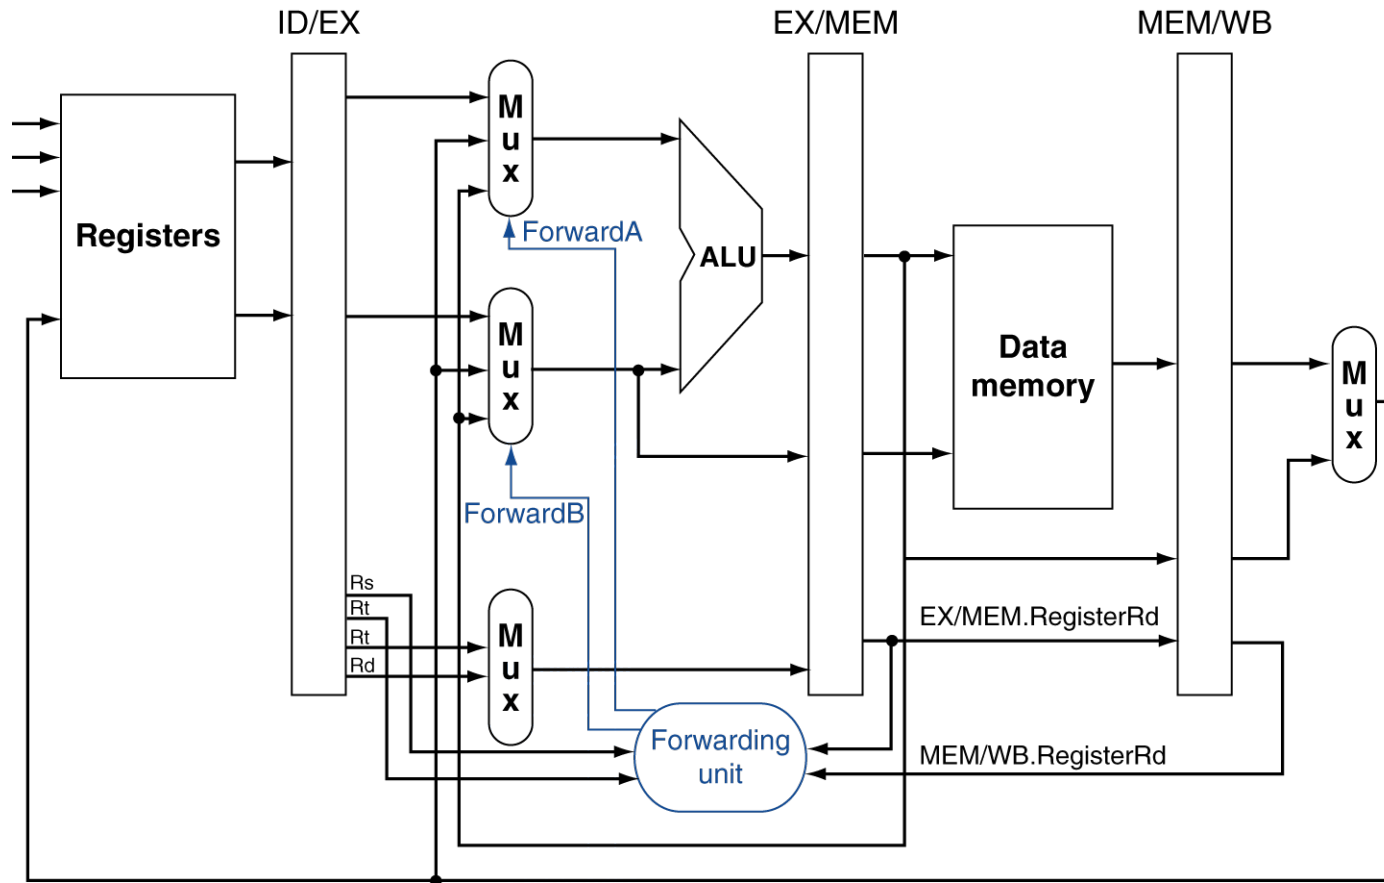 ID/EX
EX/MEM
MEM/WB
M
u
x
Registers
ForwardA
ALU
M
u
x
Data
memory
M
u
x
ForwardB
Rs
Rt
Rt
Rd
M
u
x
EX/MEM.RegisterRd
Forwarding
unit
MEM/WB.RegisterRd